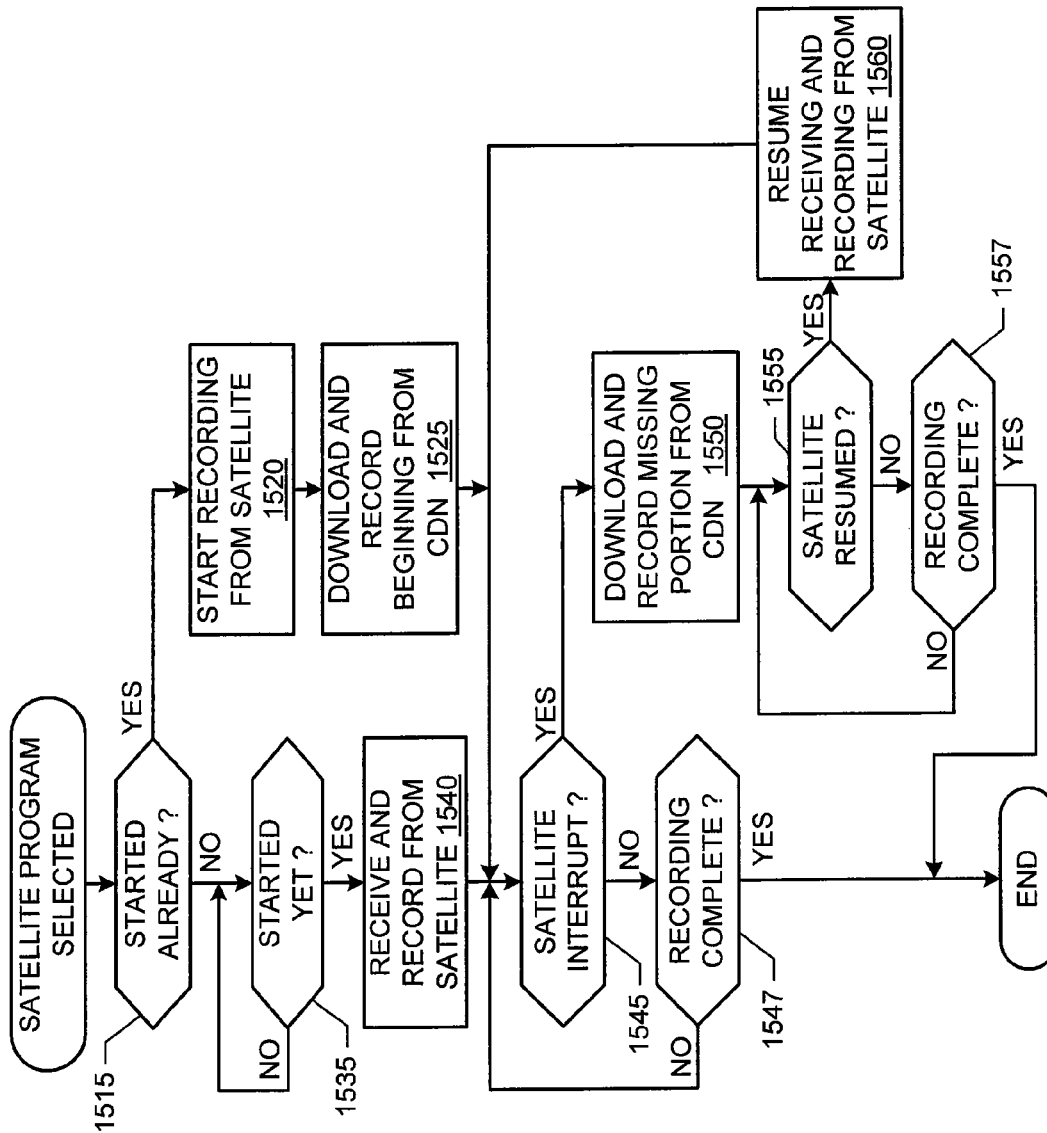 SATELLITE PROGRAM
SELECTED
1515
STARTED
ALREADY ?
YES
NO
START RECORDING
FROM SATELLITE
1520
DOWNLOAD AND
RECORD
BEGINNING FROM
CDN 1525
1535
STARTED
YET ?
NO
YES
RECEIVE AND
RECORD FROM
SATELLITE 1540
1545
SATELLITE
INTERRUPT ?
YES
NO
1547
RECORDING
COMPLETE ?
NO
YES
DOWNLOAD AND
RECORD MISSING
PORTION FROM
CDN 1550
1555
SATELLITE
RESUMED ?
YES
NO
RESUME
RECEIVING AND
RECORDING FROM
SATELLITE 1560
1557
RECORDING
COMPLETE ?
NO
YES
END